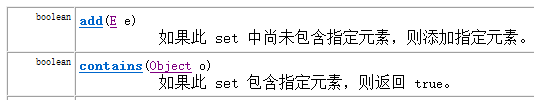 boolean add(E e)
如果此 set 中尚未包含指定元素，则添加指定元素。
boolean contains(Object o)
如果此 set 包含指定元素，则返回 true。